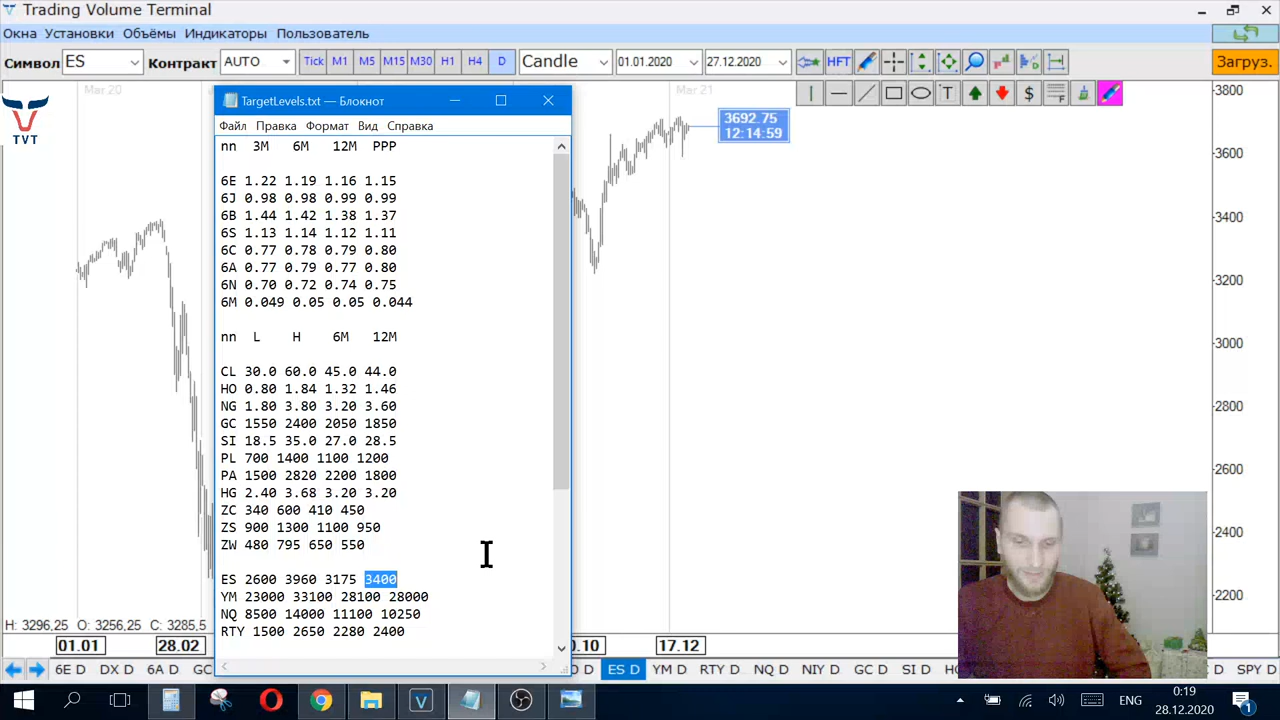 Trading Volume Terminal
Окна Установки Объёмы Индикаторы Пользователь
Символ ES Контракт AUTO Tick M1 M5 M15 M30 H1 H4 D Candle 01.01.2020 27.12.2020 HFT Загруз.
Mar.20
Mar 21
T $ F
TVT
TargetLevels.txt — Блокнот
Файл Правка Формат Вид Справка
nn 3M 6M 12M PPP
6E 1.22 1.19 1.16 1.15
6J 0.98 0.98 0.99 0.99
6B 1.44 1.42 1.38 1.37
6S 1.13 1.14 1.12 1.11
6C 0.77 0.78 0.79 0.80
6A 0.77 0.79 0.77 0.80
6N 0.70 0.72 0.74 0.75
6M 0.049 0.05 0.05 0.044
nn L H 6M 12M
CL 30.0 60.0 45.0 44.0
HO 0.80 1.84 1.32 1.46
NG 1.80 3.80 3.20 3.60
GC 1550 2400 2050 1850
SI 18.5 35.0 27.0 28.5
PL 700 1400 1100 1200
PA 1500 2820 2200 1800
HG 2.40 3.68 3.20 3.20
ZC 340 600 410 450
ZS 900 1300 1100 950
ZW 480 795 650 550
ES 2600 3960 3175 3400
YM 23000 33100 28100 28000
NQ 8500 14000 11100 10250
RTY 1500 2650 2280 2400
3692.75
12:14:59
3800
3600
3400
3200
3000
2800
2600
2400
2200
H: 3296,25 O: 3256,25 C: 3285,5
01.01 28.02 .10 17.12
6E D DX D 6A D GC D ES D YM D RTY D NQ D NIY D GC D SI D D SPY D
ENG
0:19
28.12.2020
1